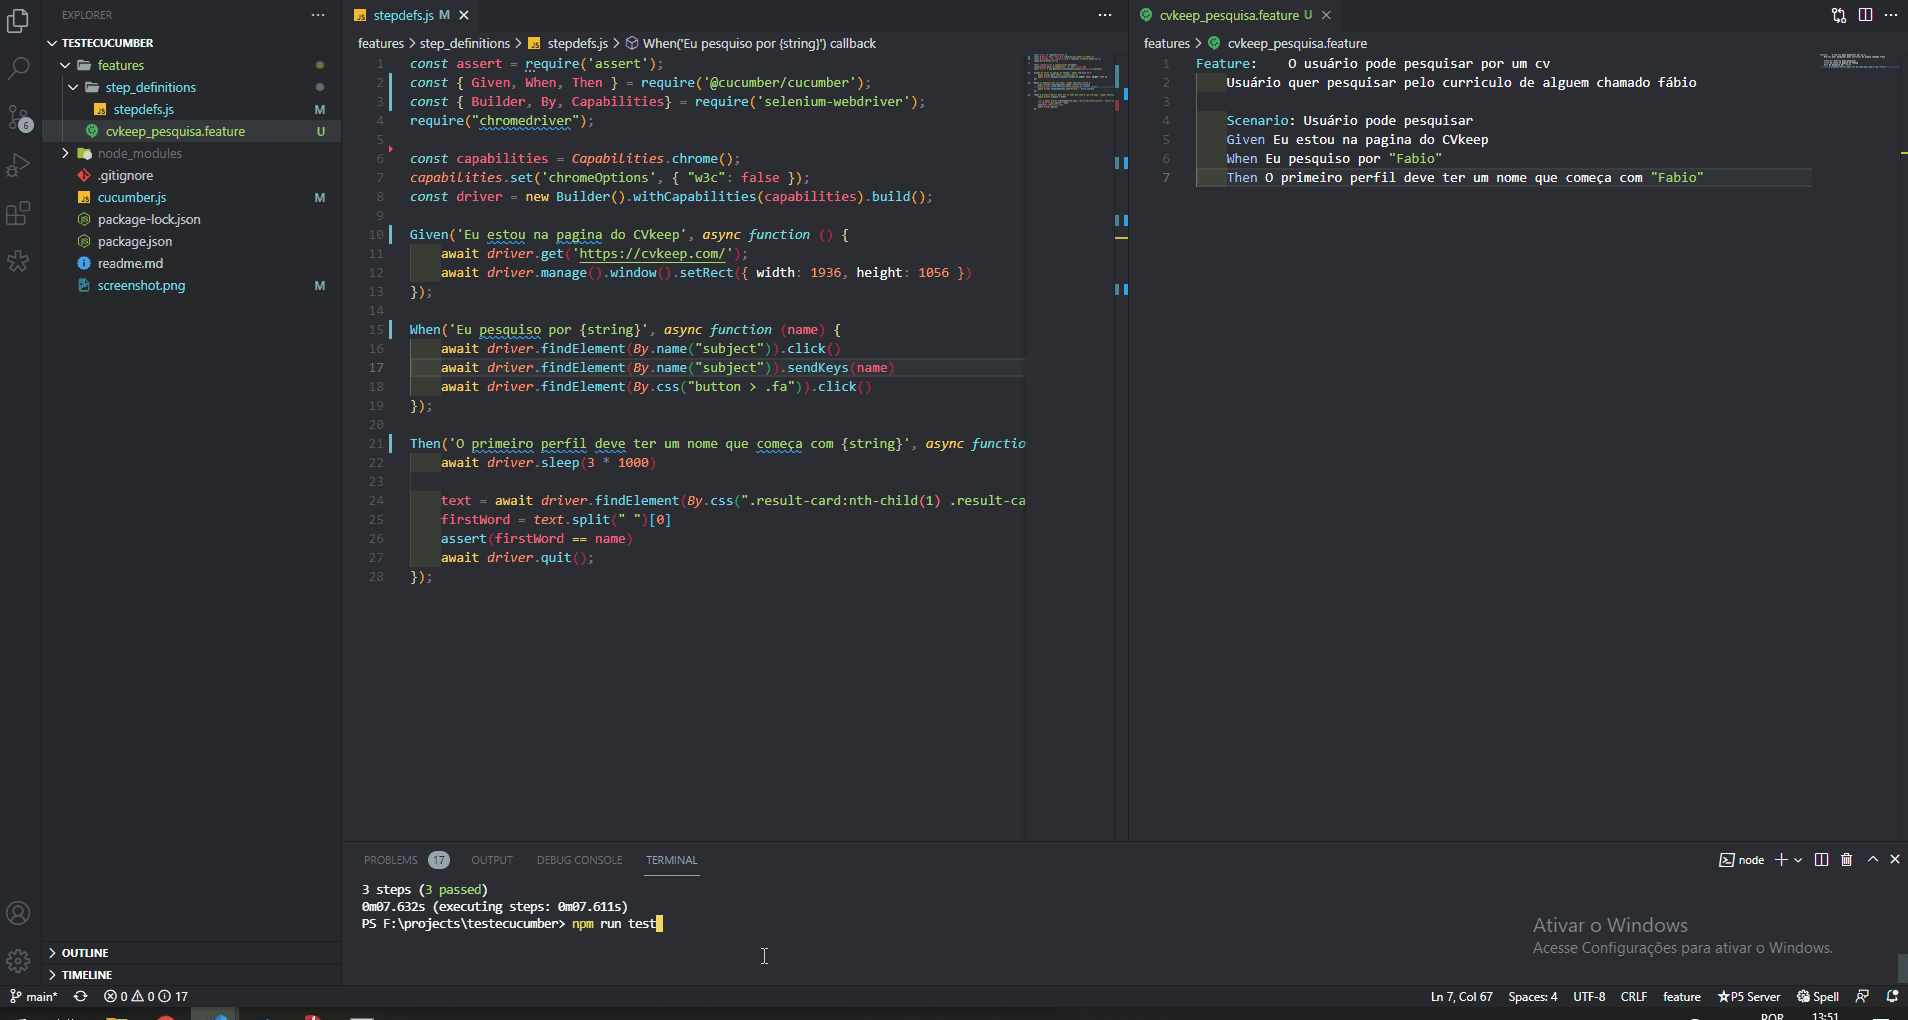 EXPLORER
TESTECUCUMBER
features
step_definitions
stepdefs.js M
cvkeep_pesquisa.feature U
node_modules
.gitignore
cucumber.js M
package-lock.json
package.json
readme.md
screenshot.png M
OUTLINE
TIMELINE
6
stepdefs.js M
features > step_definitions > stepdefs.js > When('Eu pesquiso por {string}') callback
1 const assert = require('assert');
2 const { Given, When, Then } = require('@cucumber/cucumber');
3 const { Builder, By, Capabilities} = require('selenium-webdriver');
4 require("chromedriver");
5
6 const capabilities = Capabilities.chrome();
7 capabilities.set('chromeOptions', { "w3c": false });
8 const driver = new Builder().withCapabilities(capabilities).build();
9
10 Given('Eu estou na pagina do CVkeep', async function () {
11 await driver.get('https://cvkeep.com/');
12 await driver.manage().window().setRect({ width: 1936, height: 1056 })
13 });
14
15 When('Eu pesquiso por {string}', async function (name) {
16 await driver.findElement(By.name("subject")).click()
17 await driver.findElement(By.name("subject")).sendKeys(name)
18 await driver.findElement(By.css("button > .fa")).click()
19 });
20
21 Then('O primeiro perfil deve ter um nome que começa com {string}', async functio
22 await driver.sleep(3 * 1000)
23
24 text = await driver.findElement(By.css(".result-card:nth-child(1) .result-ca
25 firstWord = text.split(" ")[0]
26 assert(firstWord == name)
27 await driver.quit();
28 });
cvkeep_pesquisa.feature U
features > cvkeep_pesquisa.feature
1 Feature: O usuário pode pesquisar por um cv
2 Usuário quer pesquisar pelo curriculo de alguem chamado fábio
3
4 Scenario: Usuário pode pesquisar
5 Given Eu estou na pagina do CVkeep
6 When Eu pesquiso por "Fabio"
7 Then O primeiro perfil deve ter um nome que começa com "Fabio"
PROBLEMS 17 OUTPUT DEBUG CONSOLE TERMINAL
node
3 steps (3 passed)
0m07.632s (executing steps: 0m07.611s)
PS F:\projects\testecucumber> npm run test
Ativar o Windows
Acesse Configurações para ativar o Windows.
main* 0 0 17
Ln 7, Col 67 Spaces: 4 UTF-8 CRLF feature P5 Server Spell
POR 13:51